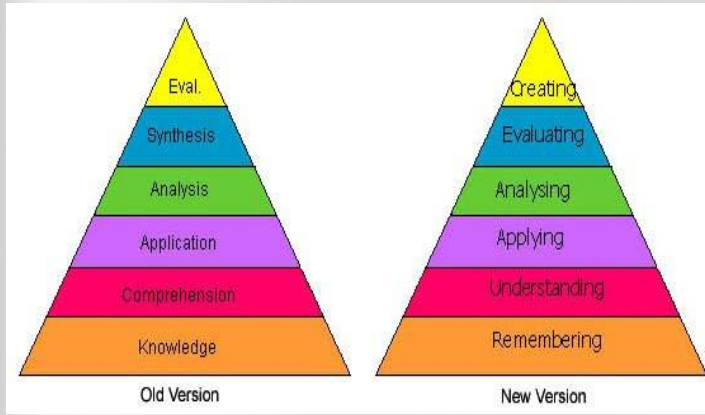 Eval.
Synthesis
Analysis
Application
Comprehension
Knowledge
Old Version
Creating
Evaluating
Analysing
Applying
Understanding
Remembering
New Version